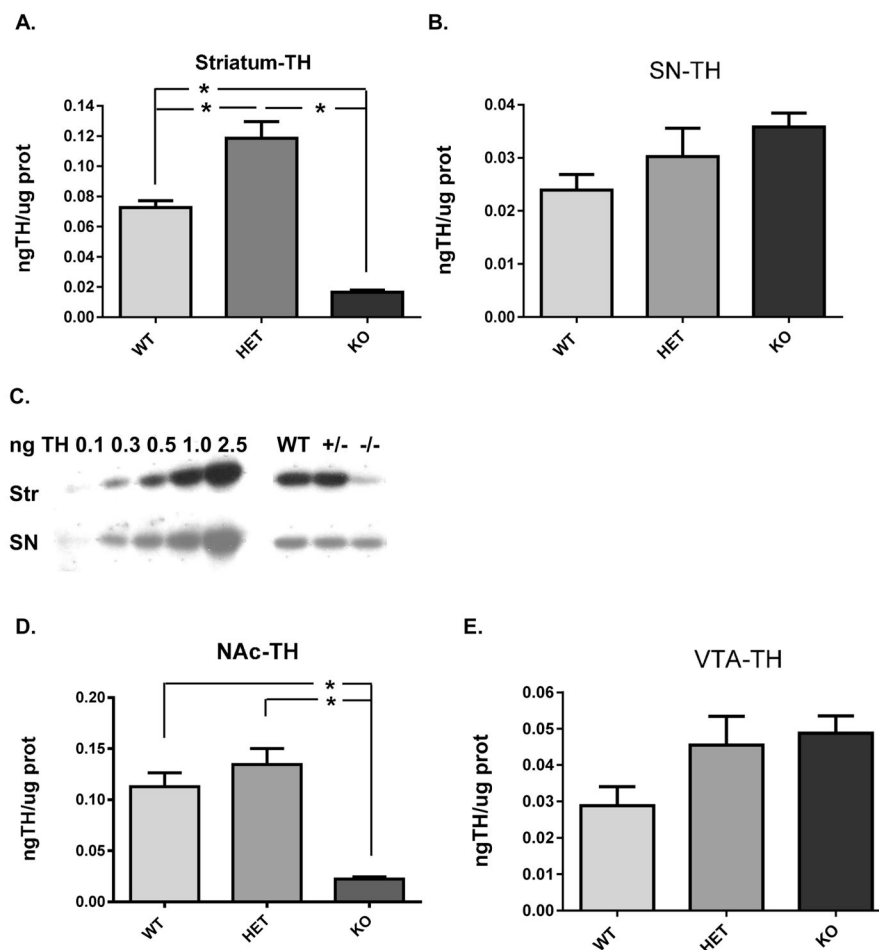 A.
Striatum-TH
*
* *
0.14
0.12
0.10
0.08
0.06
0.04
0.02
0.00
ngTH/ug prot
WT HET KO
B.
SN-TH
0.04
0.03
0.02
0.01
0.00
ngTH/ug prot
WT HET KO
C.
ng TH 0.1 0.3 0.5 1.0 2.5 WT +/- -/-
Str
SN
D.
NAc-TH
*
*
0.20
0.15
0.10
0.05
0.00
ngTH/ug prot
WT HET KO
E.
VTA-TH
0.06
0.05
0.04
0.03
0.02
0.01
0.00
ngTH/ug prot
WT HET KO